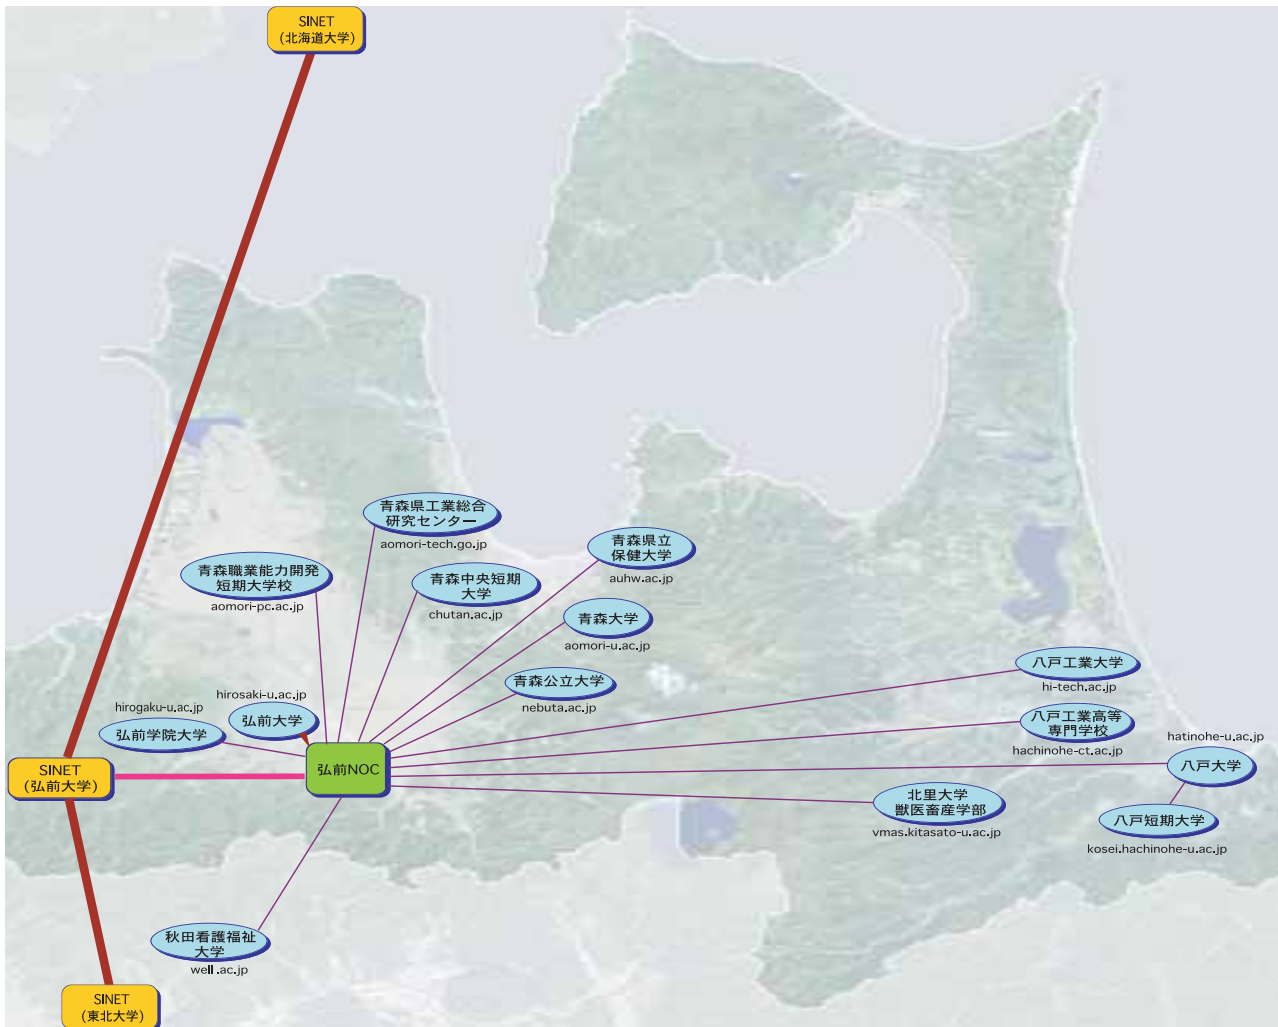 SINET
(北海道大学)
青森県工業総合
研究センター
aomori-tech.go.jp
青森県立
保健大学
auhw.ac.jp
青森職業能力開発
短期大学校
aomori-pc.ac.jp
青森中央短期
大学
chutan.ac.jp
青森大学
aomori-u.ac.jp
八戸工業大学
hi-tech.ac.jp
青森公立大学
nebuta.ac.jp
hirosaki-u.ac.jp
弘前大学
hirogaku-u.ac.jp
弘前学院大学
八戸工業高等
専門学校
hachinohe-ct.ac.jp
hatinohe-u.ac.jp
八戸大学
SINET
(弘前大学)
弘前NOC
北里大学
獣医畜産学部
vmas.kitasato-u.ac.jp
八戸短期大学
kosei.hachinohe-u.ac.jp
秋田看護福祉
大学
well.ac.jp
SINET
(東北大学)